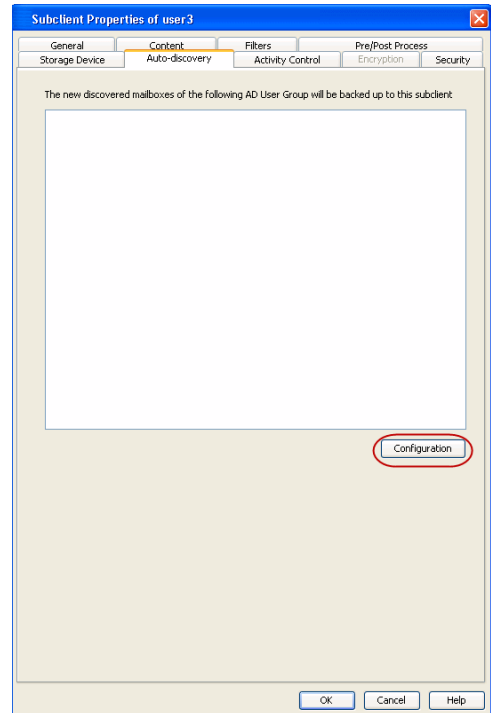 Subclient Properties of user3
General Content Filters Pre/Post Process
Storage Device Auto-discovery Activity Control Encryption Security
The new discovered mailboxes of the following AD User Group will be backed up to this subclient
Configuration
OK Cancel Help